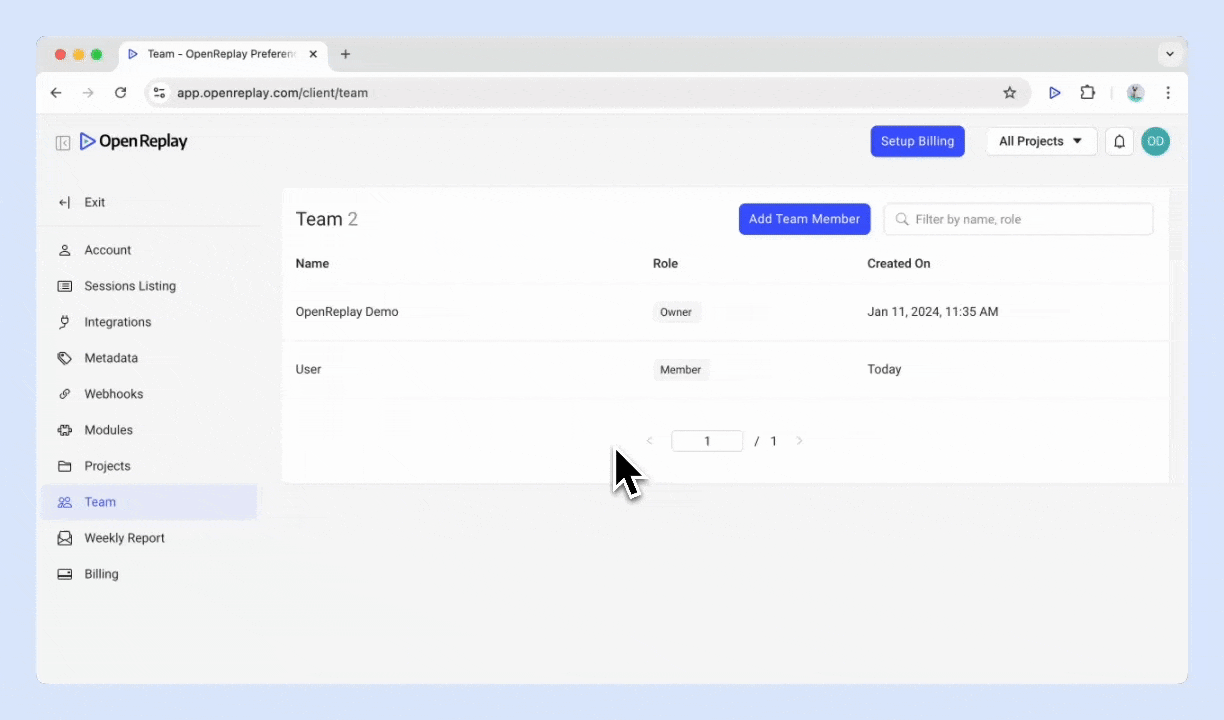 Team - OpenReplay Preferen
app.openreplay.com/client/team
OpenReplay
Setup Billing
All Projects
OD
Exit
Account
Sessions Listing
Integrations
Metadata
Webhooks
Modules
Projects
Team
Weekly Report
Billing
Team 2
Add Team Member
Filter by name, role
Name Role Created On
OpenReplay Demo Owner Jan 11, 2024, 11:35 AM
User Member Today
1 / 1